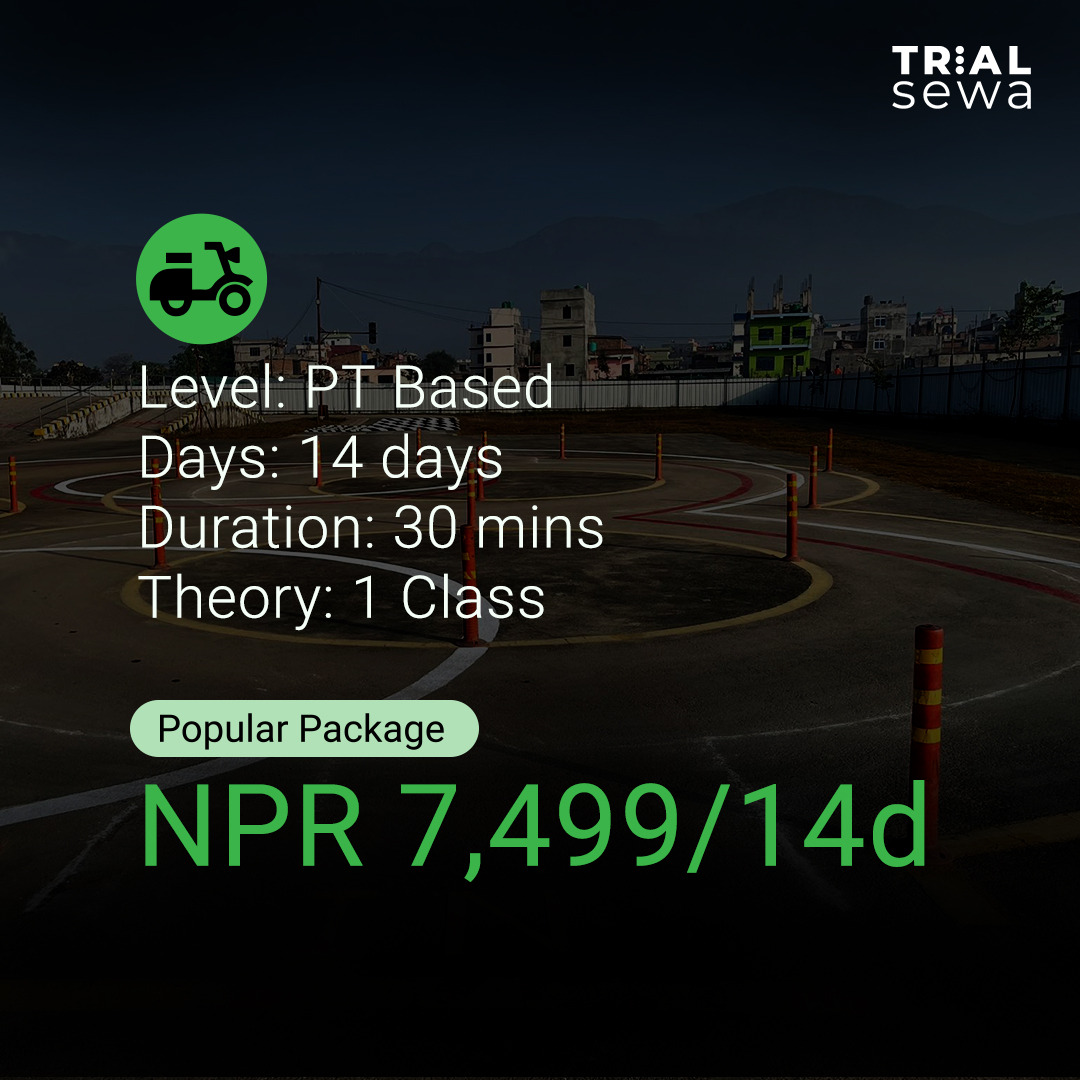 TRIAL
sewa
Level: PT Based
Days: 14 days
Duration: 30 mins
Theory: 1 Class
Popular Package
NPR 7,499/14d